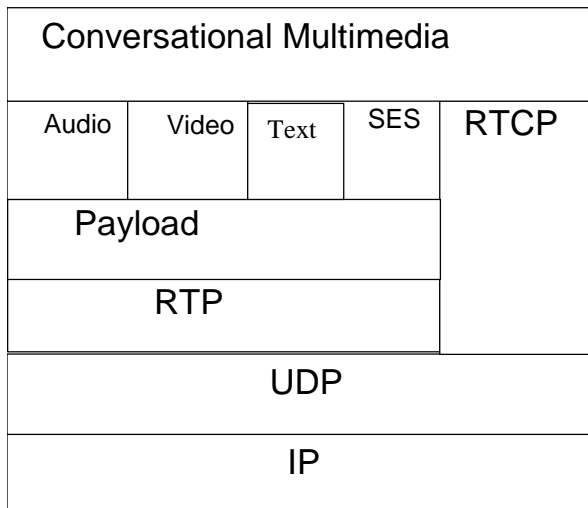 Conversational Multimedia
Audio
Video
Text
SES
RTCP
Payload
RTP
UDP
IP